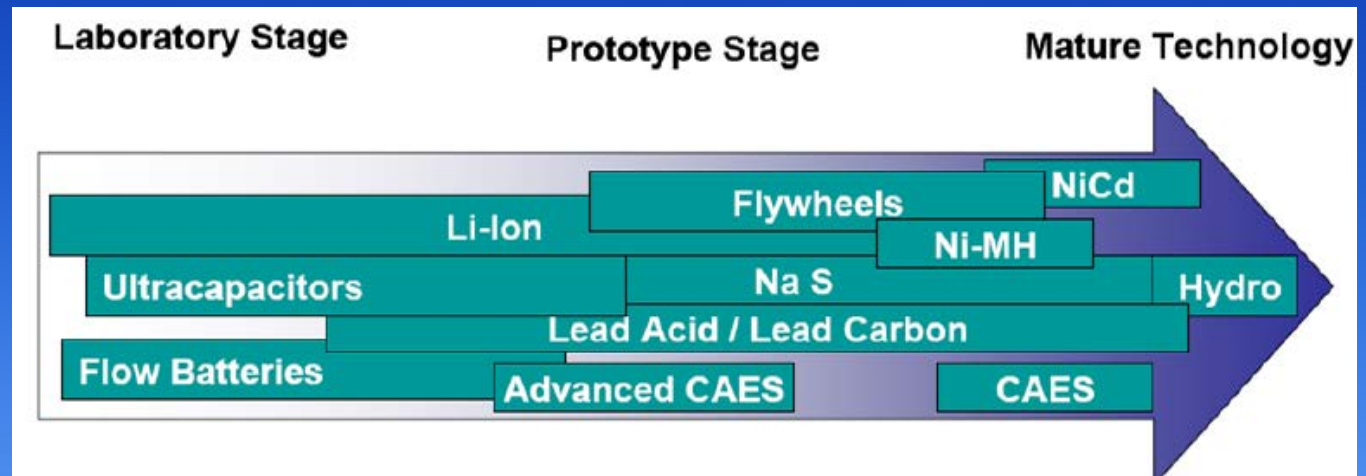 Laboratory Stage
Prototype Stage
Mature Technology
NiCd
Flywheels
Li-Ion
Ni-MH
Na S
Ultracapacitors
Hydro
Lead Acid / Lead Carbon
Flow Batteries
Advanced CAES
CAES